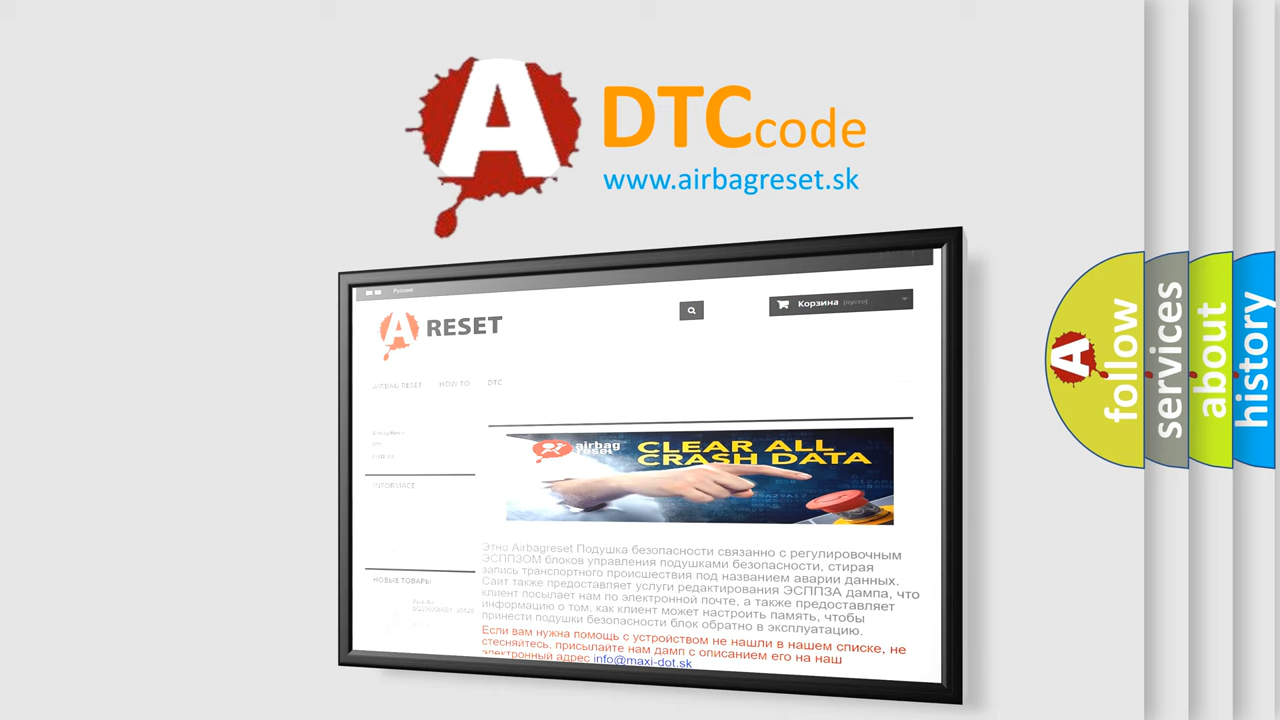 A
DTCcode
www.airbagreset.sk
Русский
A RESET
Корзина (пусто)
AIRBAG RESET HOW TO DTC
INFORMACE
НОВЫЕ ТОВАРЫ
airbag
reset
CLEAR ALL
CRASH DATA
Этно Airbagreset Подушка безопасности связанно с регулировочным
ЭСППЗОМ блоков управления подушками безопасности, стирая
запись транспортного происшествия под названием аварии данных.
Сайт также предоставляет услуги редактирования ЭСППЗА дампа, что
клиент посылает нам по электронной почте, а также предоставляет
информацию о том, как клиент может настроить память, чтобы
принести подушки безопасности блок обратно в эксплуатацию.
Если вам нужна помощь с устройством не нашли в нашем списке, не
стесняйтесь, присылайте нам дамп с описанием его на наш
электронный адрес info@maxi-dot.sk
A
follow
services
about
history